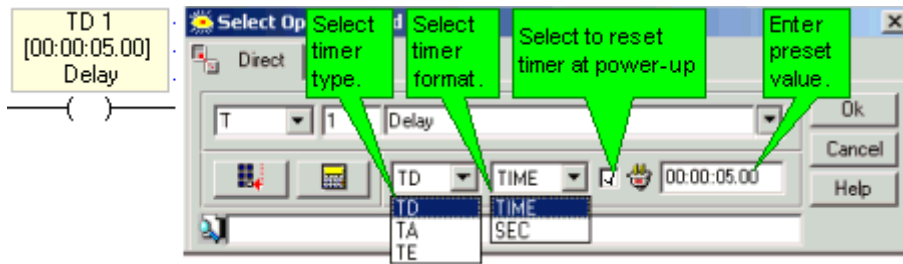 TD 1
[00:00:05.00]
Delay
Select Op
d
Select
timer
type.
Select
timer
format.
Select to reset
timer at power-up
Enter
preset
value.
Direct
T
1
Delay
Ok
Cancel
Help
TD
TIME
00:00:05.00
TD
TA
TE
TIME
SEC